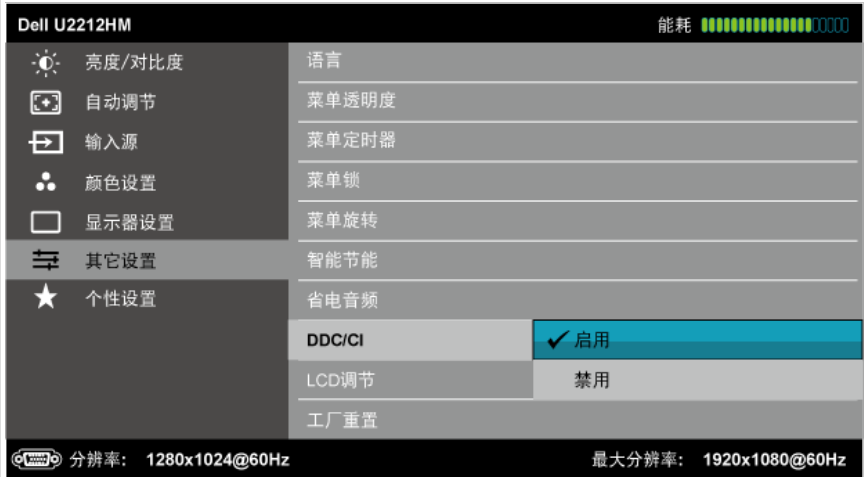 Dell U2212HM 能耗
亮度/对比度 语言
自动调节 菜单透明度
输入源 菜单定时器
颜色设置 菜单锁
显示器设置 菜单旋转
其它设置 智能节能
个性设置 省电音频
DDC/CI 启用
LCD调节 禁用
工厂重置
分辨率: 1280x1024@60Hz 最大分辨率: 1920x1080@60Hz